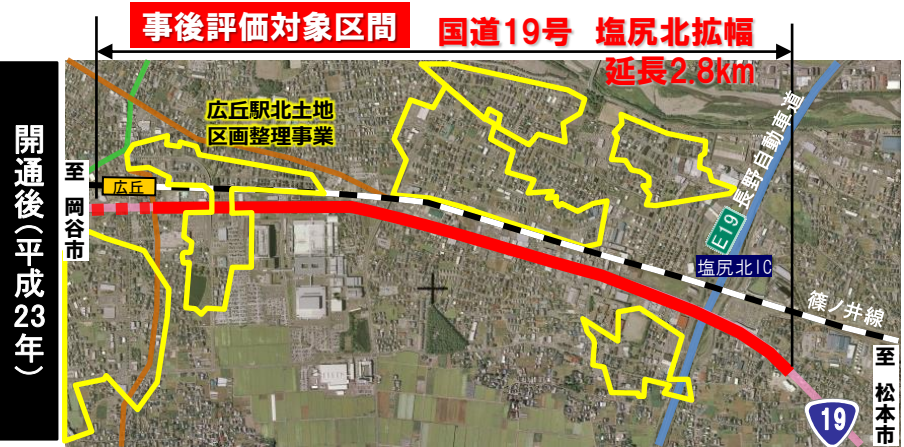 事後評価対象区間
国道19号 塩尻北拡幅
延長2.8km
開通後(平成23年)
広丘駅北土地
区画整理事業
至 岡谷市
広丘
長野自動車道
E19
塩尻北IC
篠ノ井線
至 松本市
19